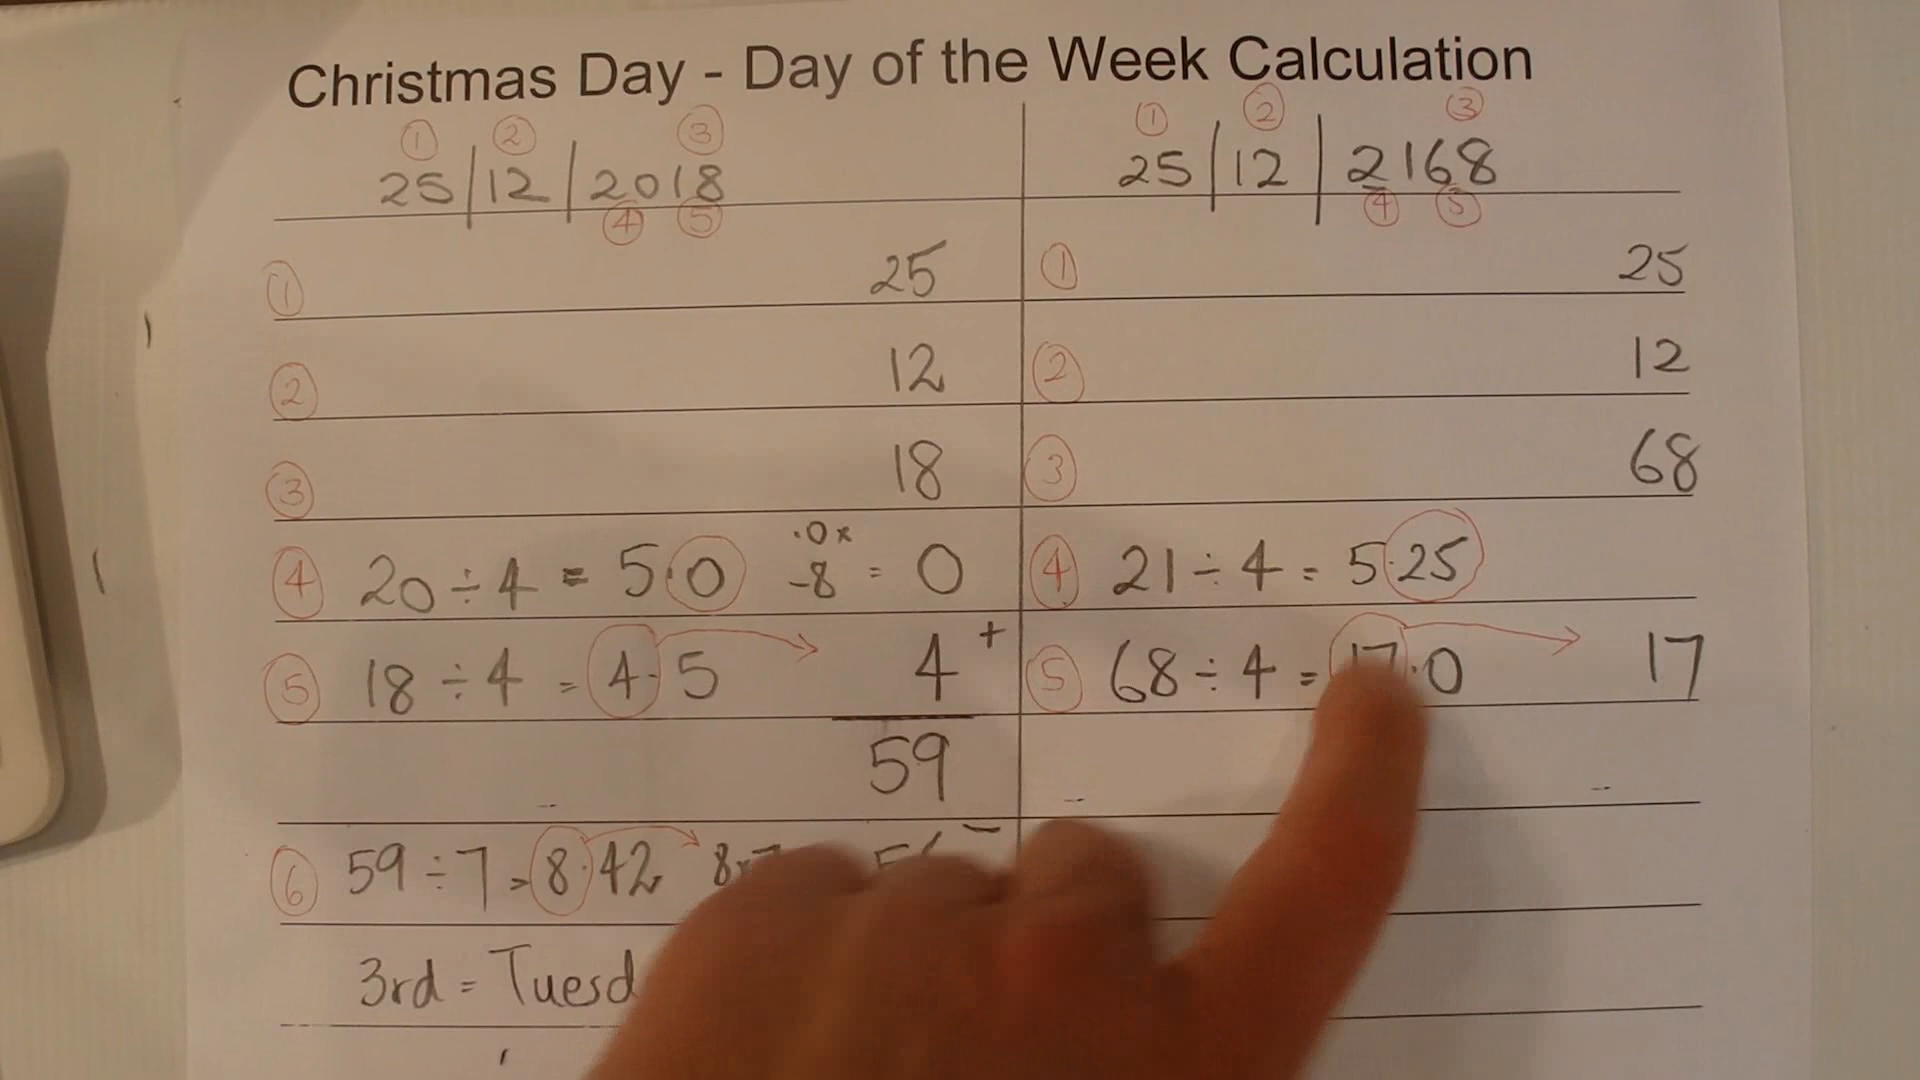 Christmas Day - Day of the Week Calculation
① ② ③
25 | 12 | 2018
④ ⑤
① 25
② 12
③ 18
④ 20 ÷ 4 = 5.0 .0 x -8 = 0
⑤ 18 ÷ 4 = 4.5 4 +
59
⑥ 59 ÷ 7 = 8.42 −
3rd = Tuesd
① ② ③
25 | 12 | 2168
④ ⑤
① 25
② 12
③ 68
④ 21 ÷ 4 = 5.25
⑤ 68 ÷ 4 = 17.0 17